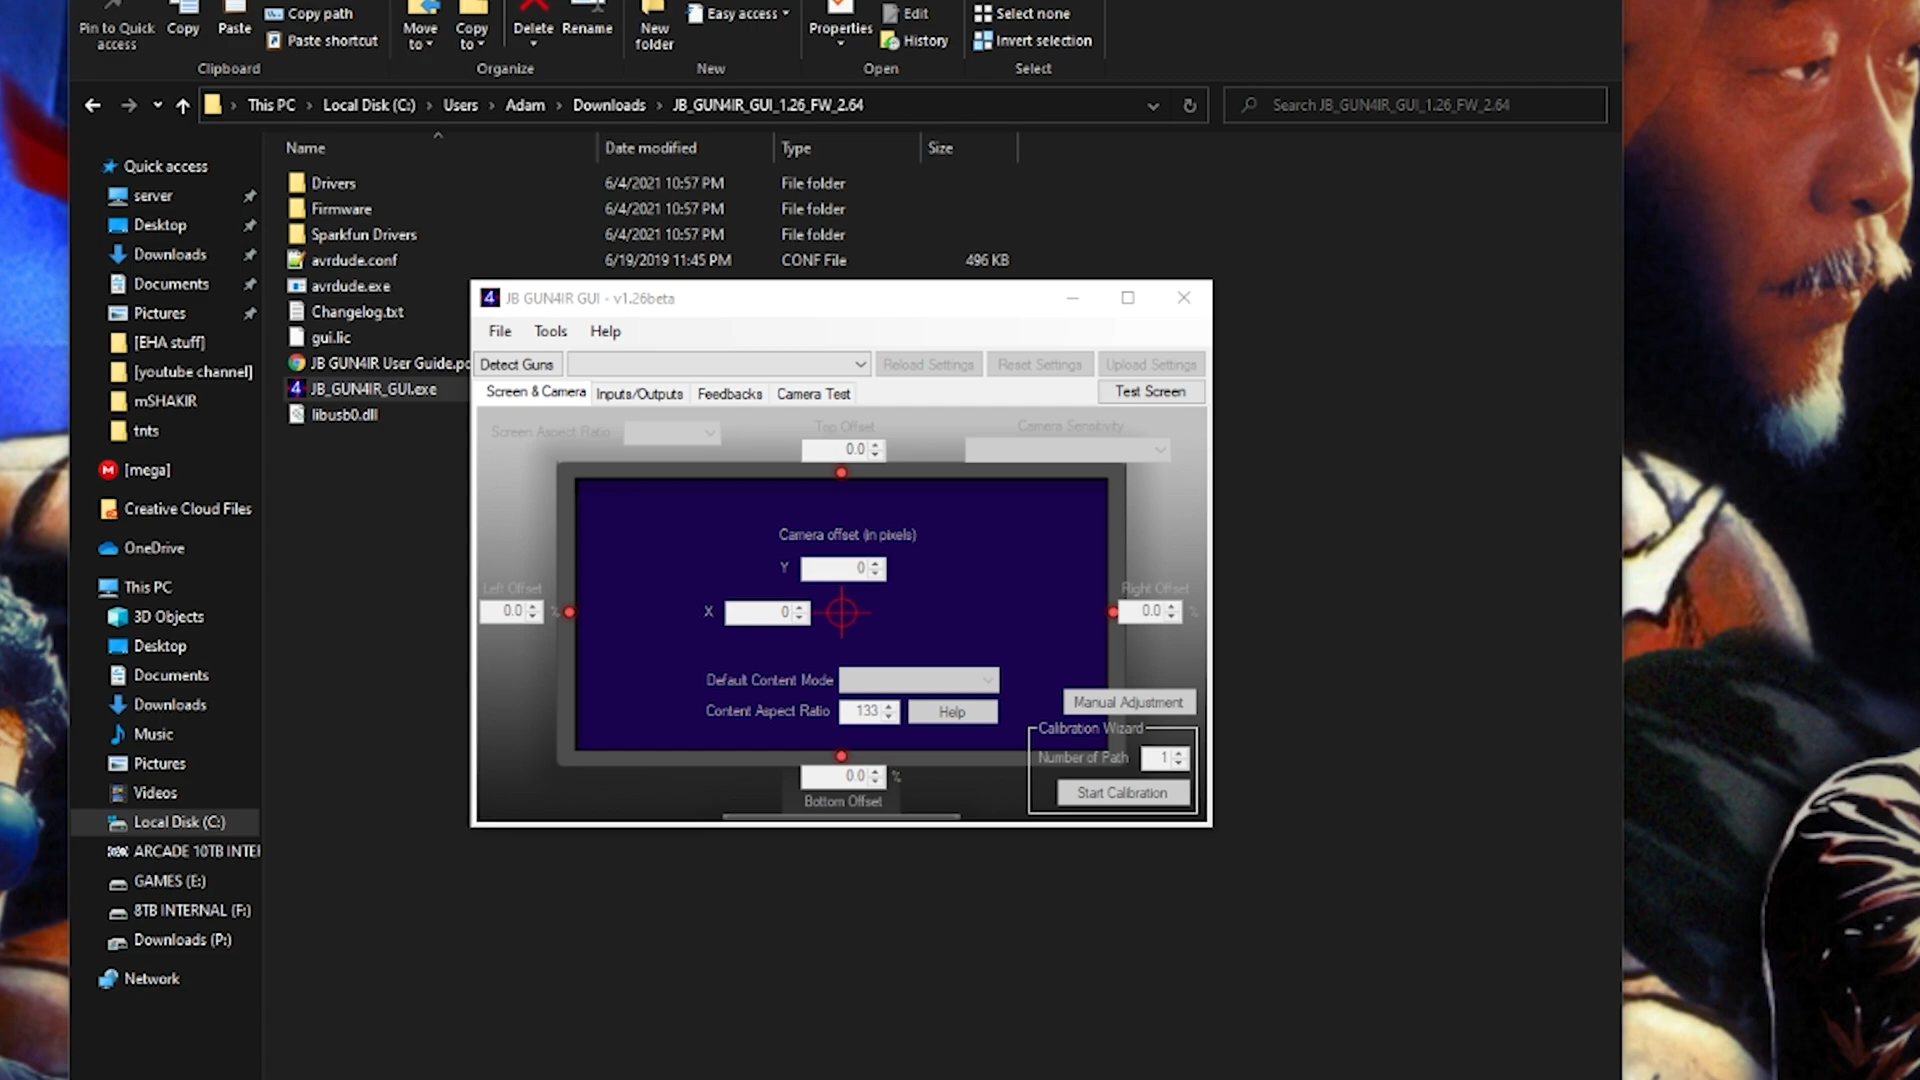 Pin to Quick access
Copy
Paste
Copy path
Paste shortcut
Move to
Copy to
Delete
Rename
New folder
Easy access
Properties
Edit
History
Select none
Invert selection
Clipboard
Organize
New
Open
Select
This PC > Local Disk (C:) > Users > Adam > Downloads > JB_GUN4IR_GUI_1.26_FW_2.64
Search JB_GUN4IR_GUI_1.26_FW_2.64
Name Date modified Type Size
Quick access
server
Desktop
Downloads
Documents
Pictures
[EHA stuff]
[youtube channel]
mSHAKIR
tnts
[mega]
Creative Cloud Files
OneDrive
This PC
3D Objects
Desktop
Documents
Downloads
Music
Pictures
Videos
Local Disk (C:)
ARCADE 10TB INTE
GAMES (E:)
8TB INTERNAL (F:)
Downloads (P:)
Network
Drivers 6/4/2021 10:57 PM File folder
Firmware 6/4/2021 10:57 PM File folder
Sparkfun Drivers 6/4/2021 10:57 PM File folder
avrdude.conf 6/19/2019 11:45 PM CONF File 496 KB
avrdude.exe
Changelog.txt
gui.lic
JB GUN4IR User Guide.pc
JB_GUN4IR_GUI.exe
libusb0.dll
4 JB GUN4IR GUI - v1.26beta
File Tools Help
Detect Guns Reload Settings Reset Settings Upload Settings
Screen & Camera Inputs/Outputs Feedbacks Camera Test Test Screen
Screen Aspect Ratio
Top Offset
0.0
Camera Sensitivity
Camera offset (in pixels)
Y 0
Left Offset
0.0 %
X 0
Right Offset
0.0 %
Default Content Mode
Content Aspect Ratio 133 Help
Manual Adjustment
Calibration Wizard
Number of Path 1
Start Calibration
0.0 %
Bottom Offset